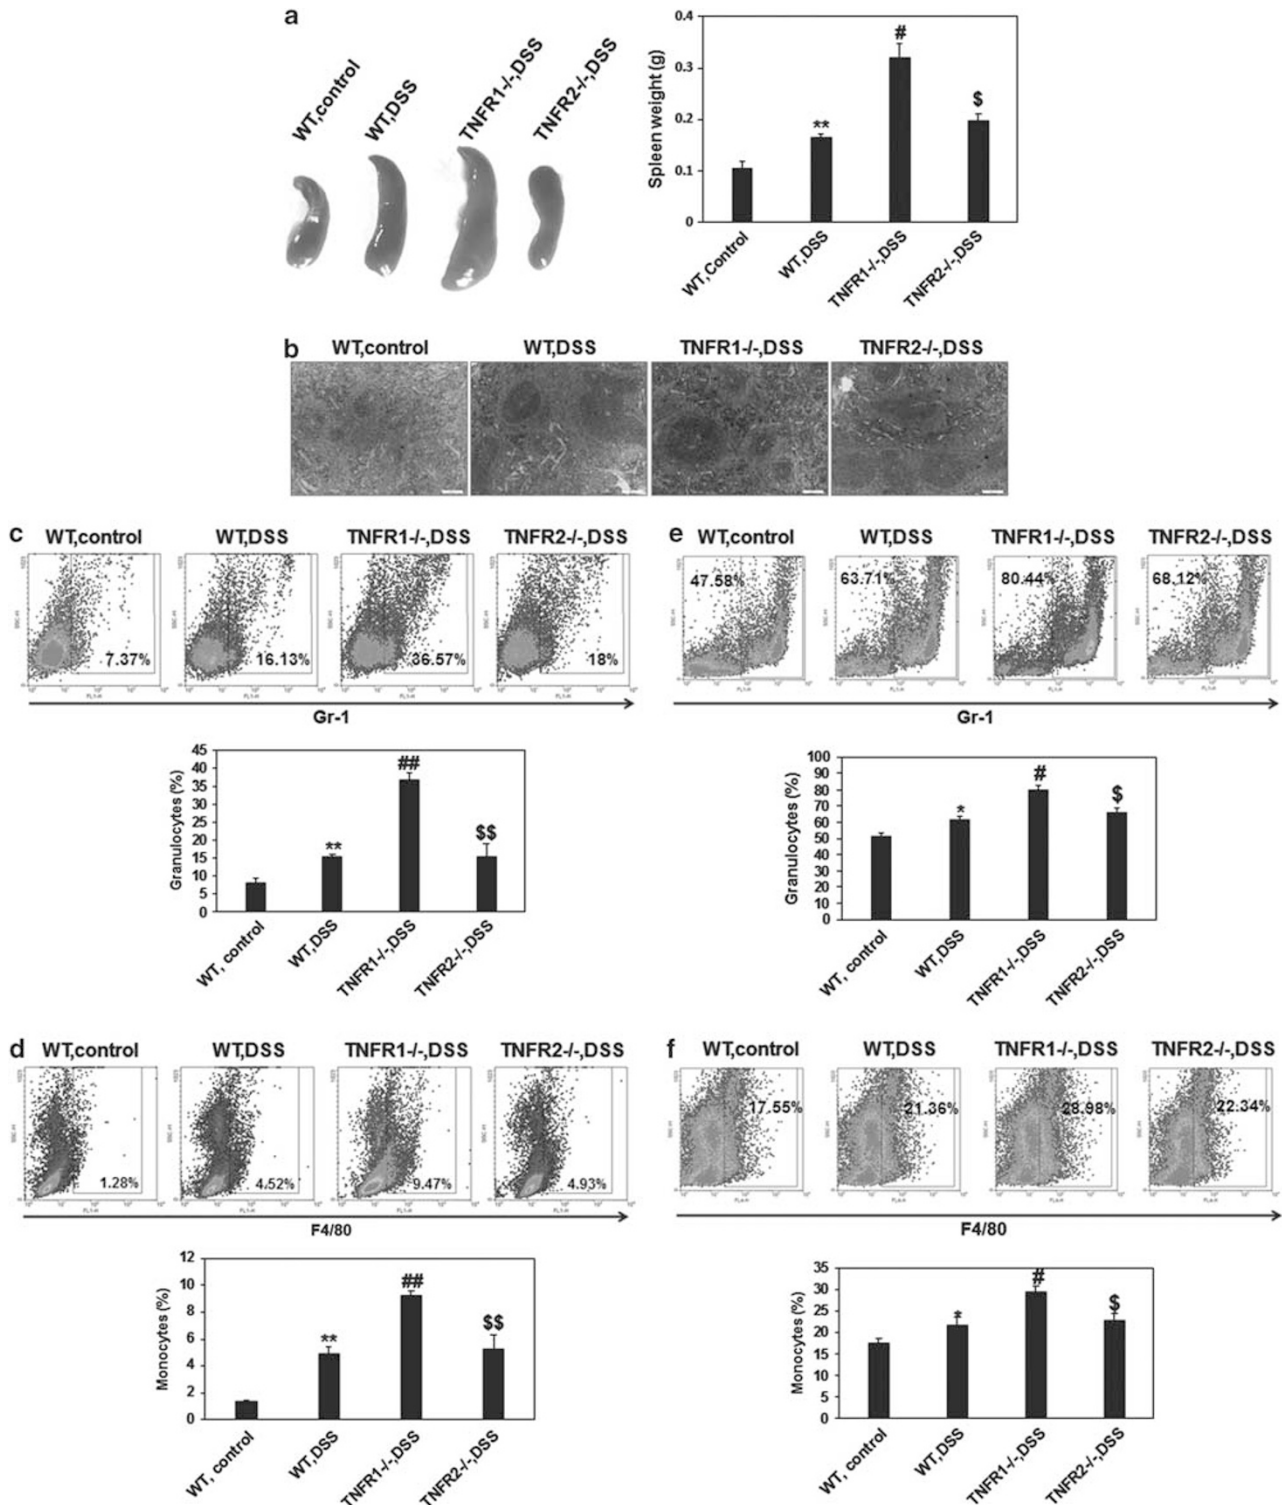 a
WT,control
WT,DSS
TNFR1-/-,DSS
TNFR2-/-,DSS
Spleen weight (g)
0.4
0.3
0.2
0.1
0
**
#
$
WT,Control
WT,DSS
TNFR1-/-,DSS
TNFR2-/-,DSS
b
WT,control
WT,DSS
TNFR1-/-,DSS
TNFR2-/-,DSS
c
WT,control
WT,DSS
TNFR1-/-,DSS
TNFR2-/-,DSS
7.37%
16.13%
36.57%
18%
Gr-1
Granulocytes (%)
45
40
35
30
25
20
15
10
5
0
**
##
$$
WT, control
WT,DSS
TNFR1-/-,DSS
TNFR2-/-,DSS
e
WT,control
WT,DSS
TNFR1-/-,DSS
TNFR2-/-,DSS
47.58%
63.71%
80.44%
68.12%
Gr-1
Granulocytes (%)
100
90
80
70
60
50
40
30
20
10
0
*
#
$
WT, control
WT,DSS
TNFR1-/-,DSS
TNFR2-/-,DSS
d
WT,control
WT,DSS
TNFR1-/-,DSS
TNFR2-/-,DSS
1.28%
4.52%
9.47%
4.93%
F4/80
Monocytes (%)
12
10
8
6
4
2
0
**
##
$$
WT, control
WT,DSS
TNFR1-/-,DSS
TNFR2-/-,DSS
f
WT,control
WT,DSS
TNFR1-/-,DSS
TNFR2-/-,DSS
17.55%
21.36%
28.98%
22.34%
F4/80
Monocytes (%)
35
30
25
20
15
10
5
0
*
#
$
WT, control
WT,DSS
TNFR1-/-,DSS
TNFR2-/-,DSS